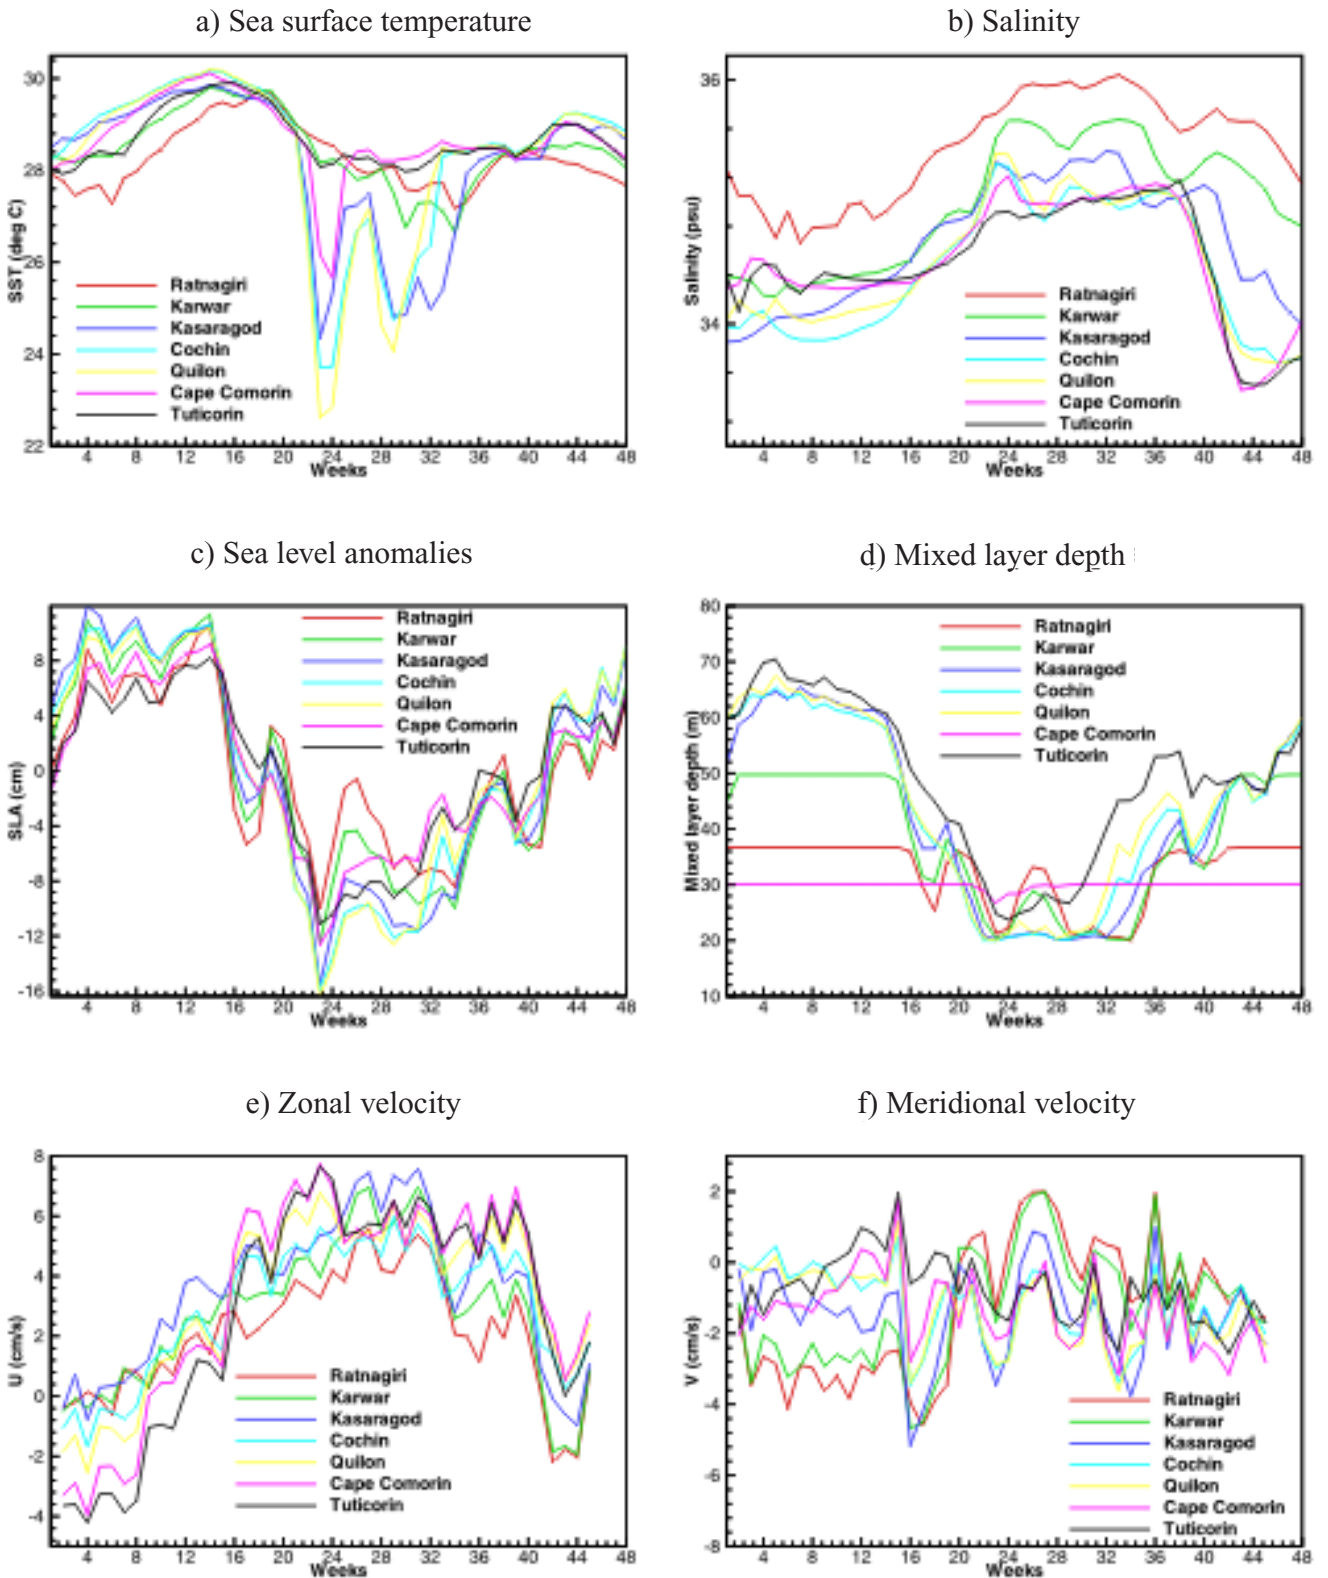 a) Sea surface temperature
30
28
26
24
22
SST (deg C)
Ratnagiri
Karwar
Kasaragod
Cochin
Quilon
Cape Comorin
Tuticorin
4 8 12 16 20 24 28 32 36 40 44 48
Weeks
b) Salinity
36
34
Salinity (psu)
Ratnagiri
Karwar
Kasaragod
Cochin
Quilon
Cape Comorin
Tuticorin
4 8 12 16 20 24 28 32 36 40 44 48
Weeks
c) Sea level anomalies
8
4
0
-4
-8
-12
-16
SLA (cm)
Ratnagiri
Karwar
Kasaragod
Cochin
Quilon
Cape Comorin
Tuticorin
4 8 12 16 20 24 28 32 36 40 44 48
Weeks
d) Mixed layer depth
80
70
60
50
40
30
20
10
Mixed layer depth (m)
Ratnagiri
Karwar
Kasaragod
Cochin
Quilon
Cape Comorin
Tuticorin
4 8 12 16 20 24 28 32 36 40 44 48
Weeks
e) Zonal velocity
8
6
4
2
0
-2
-4
U (cm/s)
Ratnagiri
Karwar
Kasaragod
Cochin
Quilon
Cape Comorin
Tuticorin
4 8 12 16 20 24 28 32 36 40 44 48
Weeks
f) Meridional velocity
2
0
-2
-4
-6
-8
V (cm/s)
Ratnagiri
Karwar
Kasaragod
Cochin
Quilon
Cape Comorin
Tuticorin
4 8 12 16 20 24 28 32 36 40 44 48
Weeks